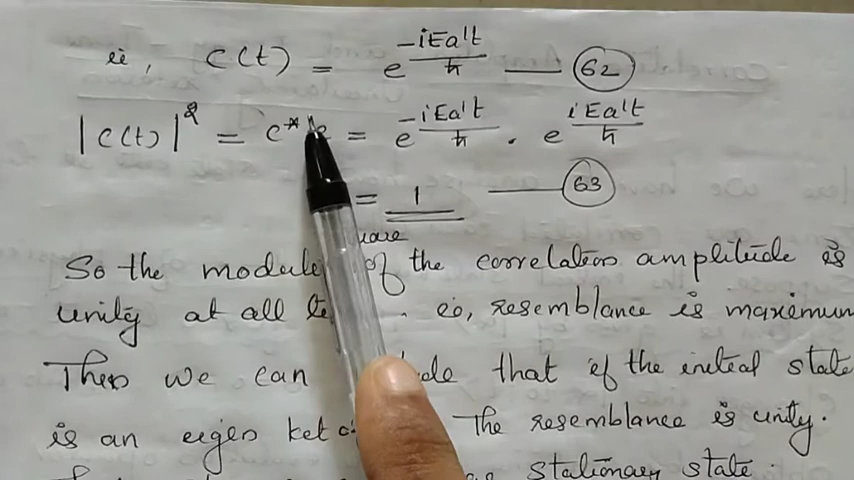 ie, C(t) = e^{-iEa't/ħ} — 62
|C(t)|² = c* c = e^{-iEa't/ħ} . e^{iEa't/ħ}
= 1 — 63
square
So the of the correlation amplitude is
unity at all . ie, resemblance is maximum
Then we can that if the initial state
is an eigen ket The resemblance is unity.
stationary state.